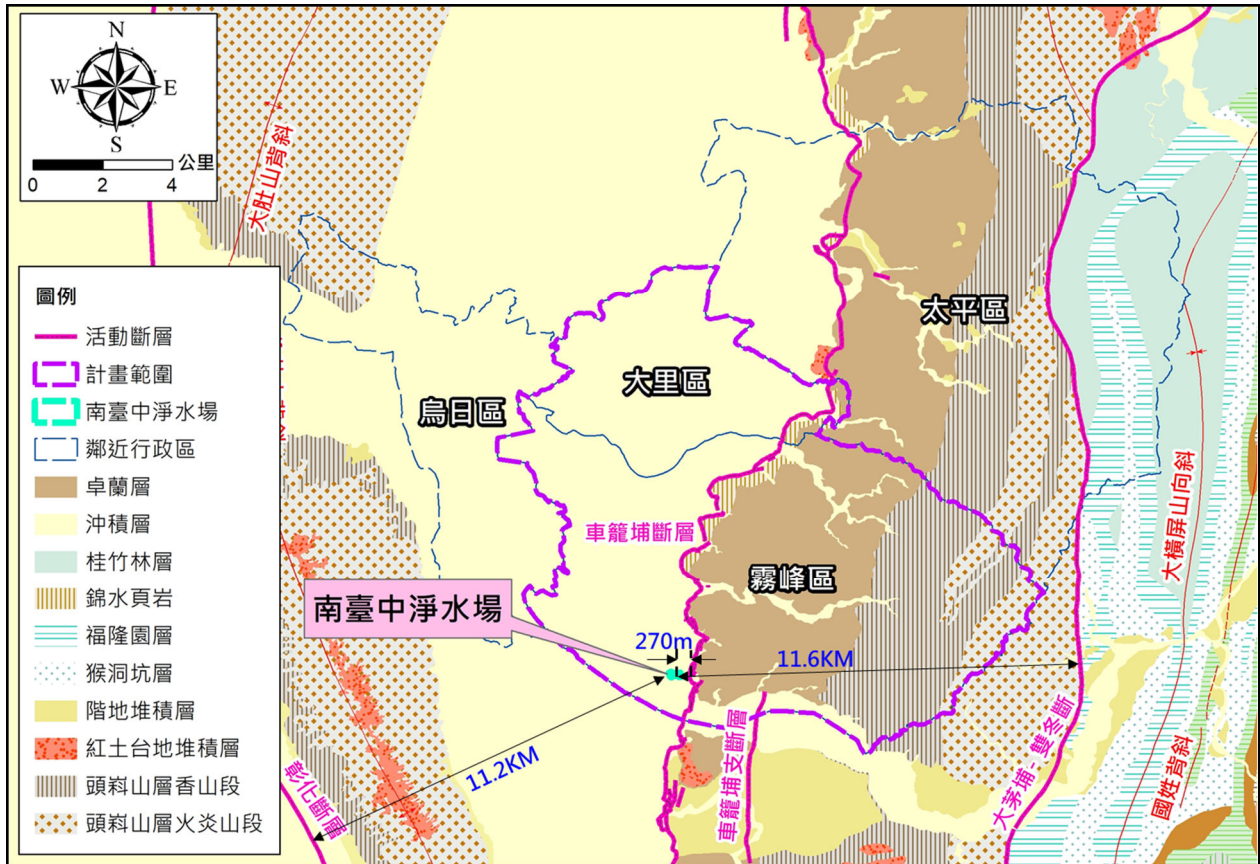 N
W
E
S
公里
0
2
4
圖例
活動斷層
計畫範圍
南臺中淨水場
鄰近行政區
卓蘭層
沖積層
桂竹林層
錦水頁岩
福隆園層
猴洞坑層
階地堆積層
紅土台地堆積層
頭嵙山層香山段
頭嵙山層火炎山段
大肚山背斜
太平區
大里區
烏日區
車籠埔斷層
霧峰區
大橫屏山向斜
南臺中淨水場
270m
11.6KM
11.2KM
彰化斷層
車籠埔支斷層
大茅埔-雙冬斷
國姓背斜